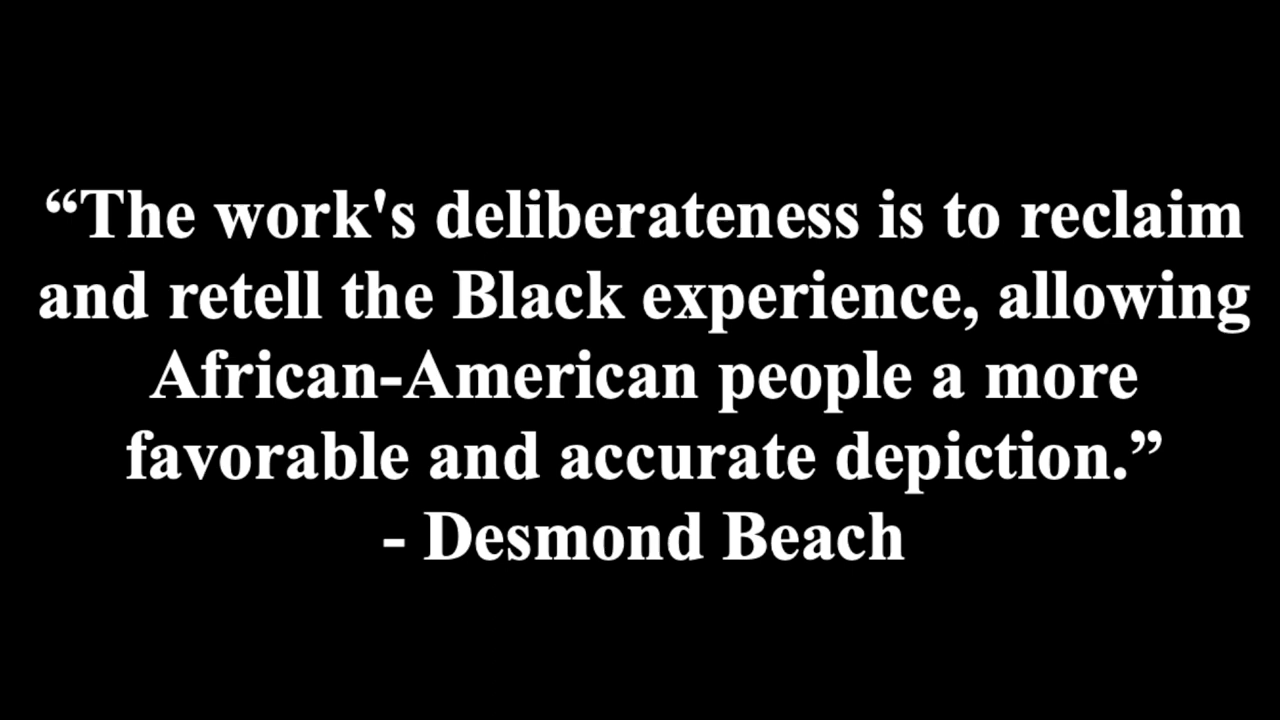 “The work's deliberateness is to reclaim
and retell the Black experience, allowing
African-American people a more
favorable and accurate depiction.”
- Desmond Beach